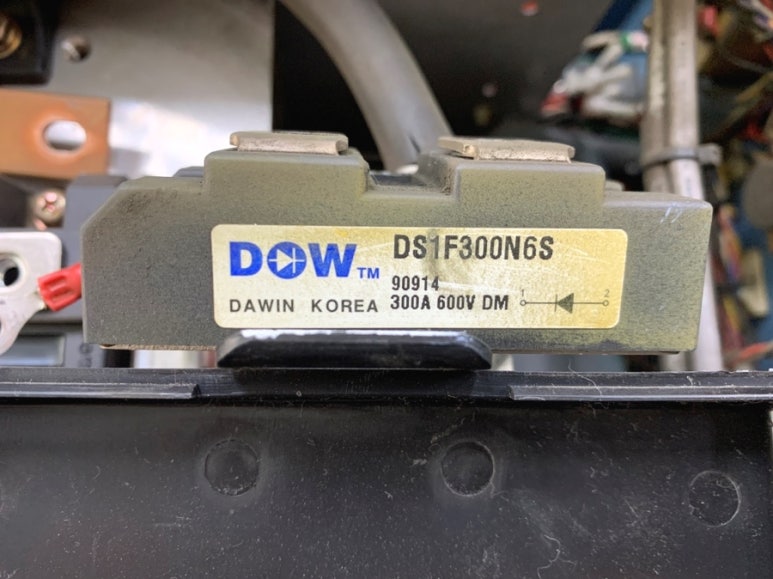 DOW™ DS1F300N6S
90914
DAWIN KOREA 300A 600V DM 1 2